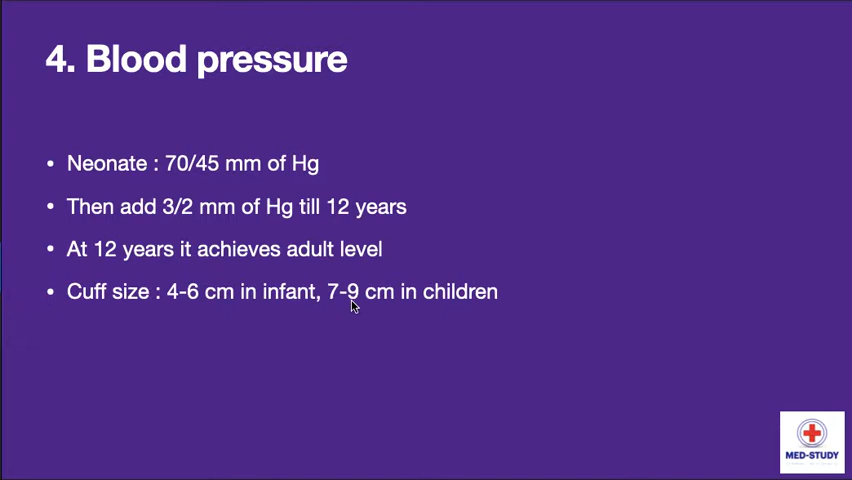 4. Blood pressure
• Neonate : 70/45 mm of Hg
• Then add 3/2 mm of Hg till 12 years
• At 12 years it achieves adult level
• Cuff size : 4-6 cm in infant, 7-9 cm in children
MED-STUDY